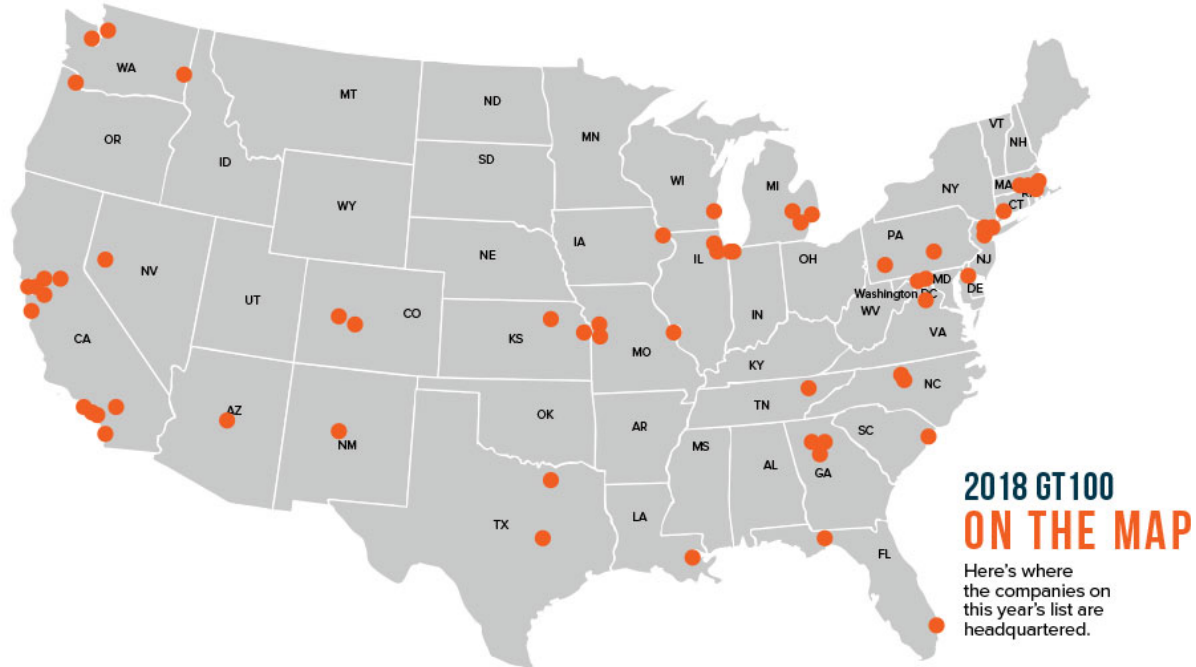 WA
MT
ND
MN
VT
NH
OR
ID
SD
WI
MI
NY
MA
CT
WY
IA
PA
NV
NE
IL
OH
NJ
UT
CO
MD
DE
Washington DC
WV
IN
CA
KS
MO
VA
KY
AZ
NM
OK
TN
NC
AR
SC
MS
AL
GA
TX
LA
FL
2018 GT100
ON THE MAP
Here's where
the companies on
this year's list are
headquartered.